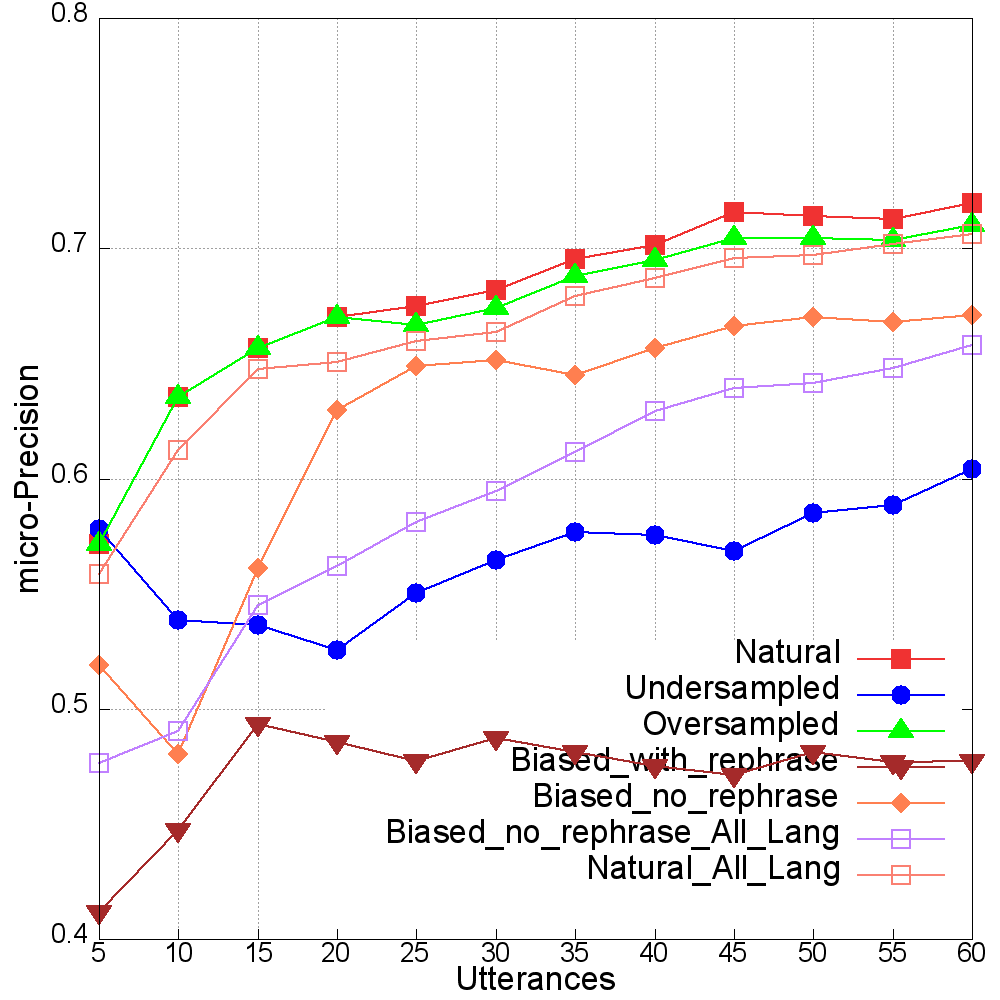 0.8
0.7
0.6
0.5
0.4
micro-Precision
Natural
Undersampled
Oversampled
Biased_with_rephrase
Biased_no_rephrase
Biased_no_rephrase_All_Lang
Natural_All_Lang
5 10 15 20 25 30 35 40 45 50 55 60
Utterances